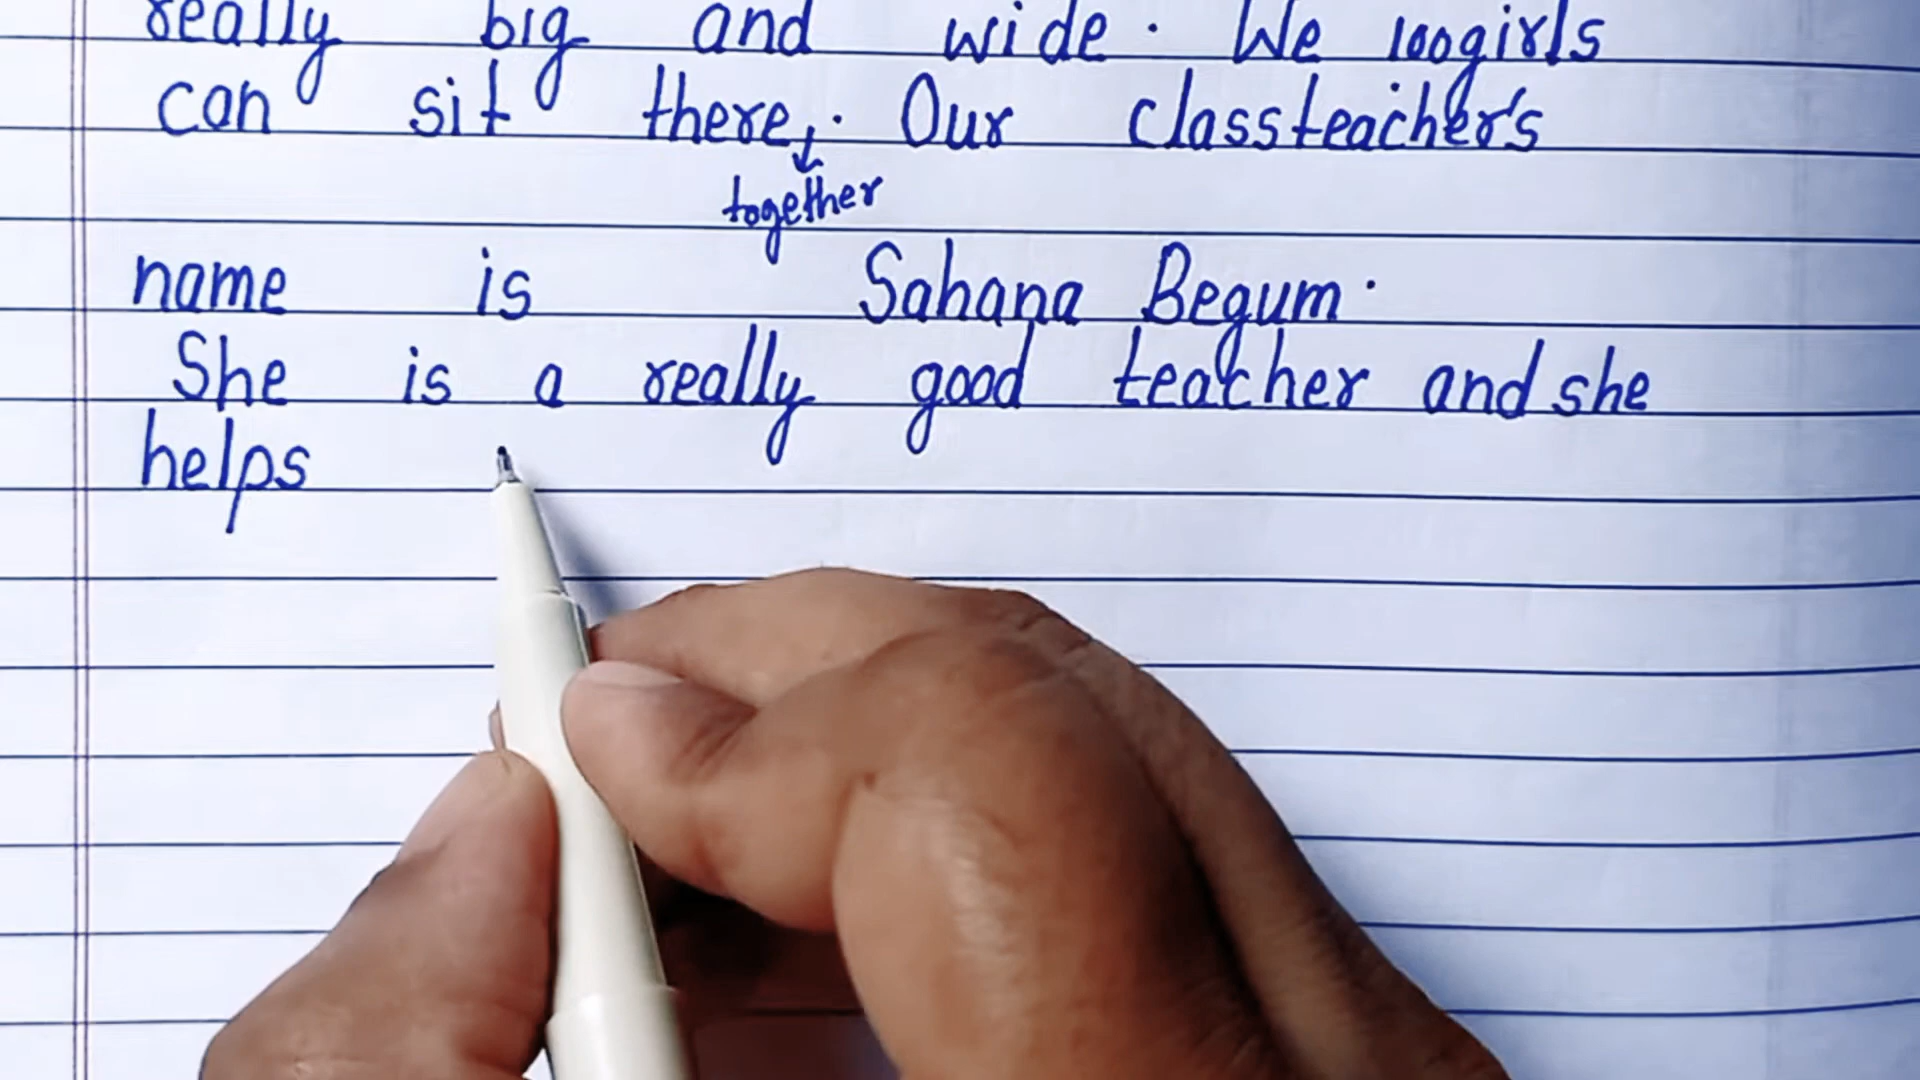 really big and wide. We 100girls
can sit there,. Our classteacher's
together
name is Sahana Begum.
She is a really good teacher and she
helps